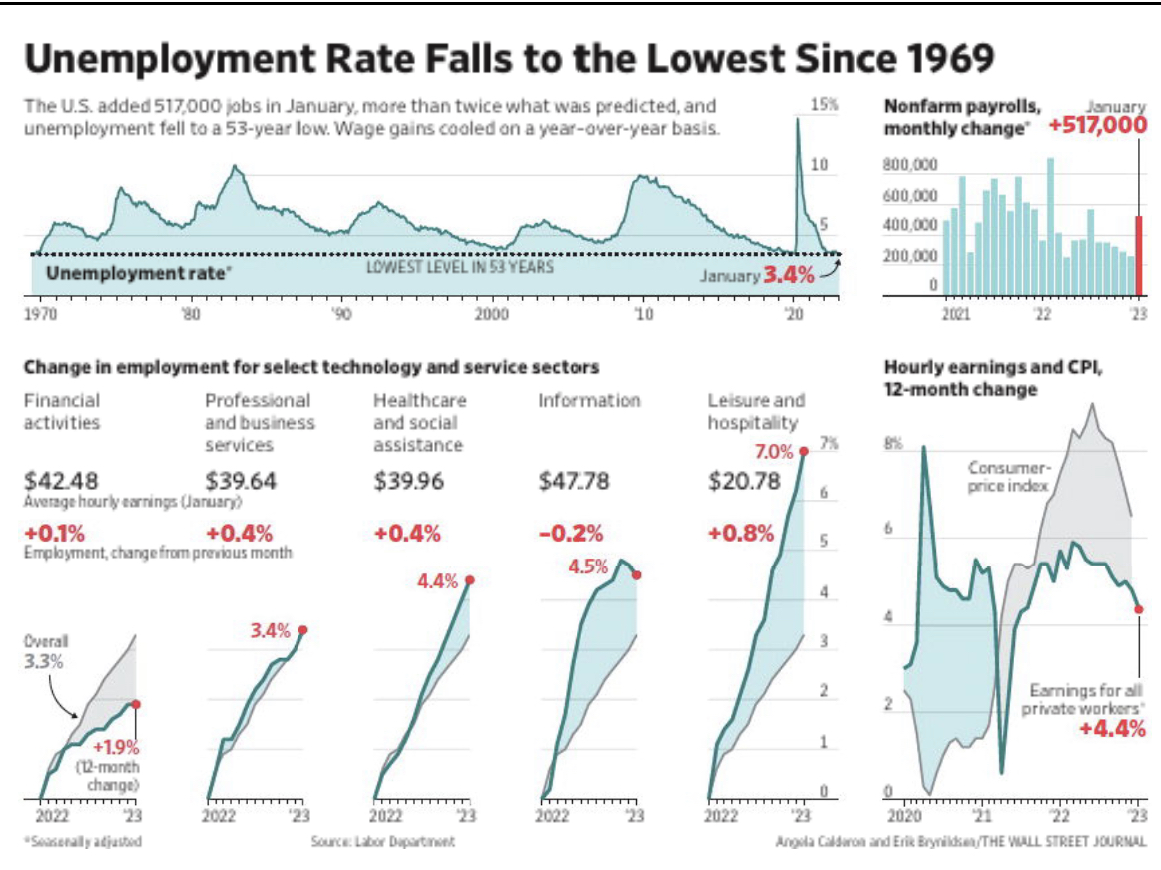 Unemployment Rate Falls to the Lowest Since 1969
The U.S. added 517,000 jobs in January, more than twice what was predicted, and
unemployment fell to a 53-year low. Wage gains cooled on a year-over-year basis.
15%
10
5
Unemployment rate*
LOWEST LEVEL IN 53 YEARS
January 3.4%
1970 '80 '90 2000 '10 '20
Nonfarm payrolls,
monthly change*
January
+517,000
800,000
600,000
400,000
200,000
0
2021 '22 '23
Change in employment for select technology and service sectors
Financial
activities
$42.48
Average hourly earnings (January)
+0.1%
Employment, change from previous month
Overall
3.3%
+1.9%
(12-month
change)
2022 '23
Professional
and business
services
$39.64
+0.4%
3.4%
2022 '23
Healthcare
and social
assistance
$39.96
+0.4%
4.4%
2022 '23
Information
$47.78
-0.2%
4.5%
2022 '23
Leisure and
hospitality
$20.78
+0.8%
7.0%
7%
6
5
4
3
2
1
0
2022 '23
Hourly earnings and CPI,
12-month change
8%
6
4
2
0
Consumer-
price index
Earnings for all
private workers*
+4.4%
2020 '21 '22 '23
*Seasonally adjusted
Source: Labor Department
Angela Calderon and Erik Brynildsen/THE WALL STREET JOURNAL